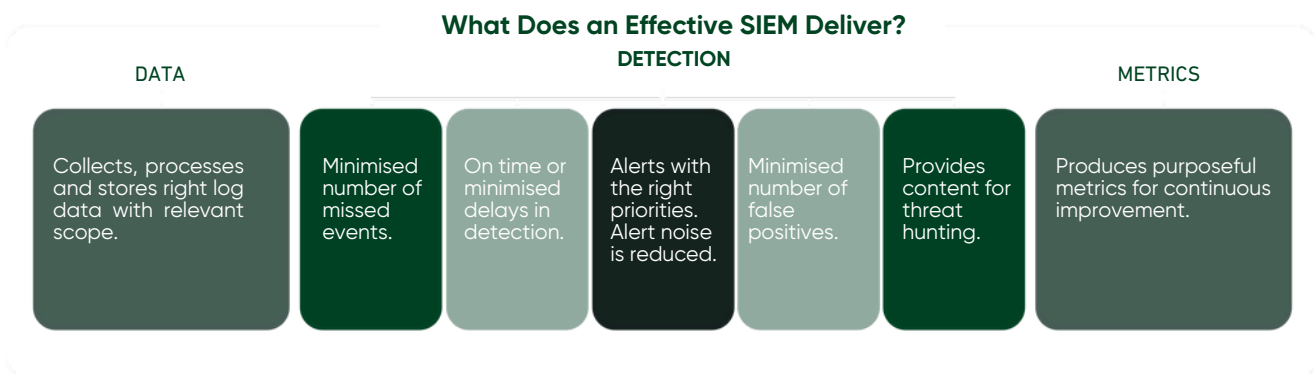 What Does an Effective SIEM Deliver?
DETECTION
DATA
METRICS
Collects, processes
and stores right log
data with relevant
scope.
Minimised
number of
missed
events.
On time or
minimised
delays in
detection.
Alerts with
the right
priorities.
Alert noise
is reduced.
Minimised
number of
false
positives.
Provides
content for
threat
hunting.
Produces purposeful
metrics for continuous
improvement.